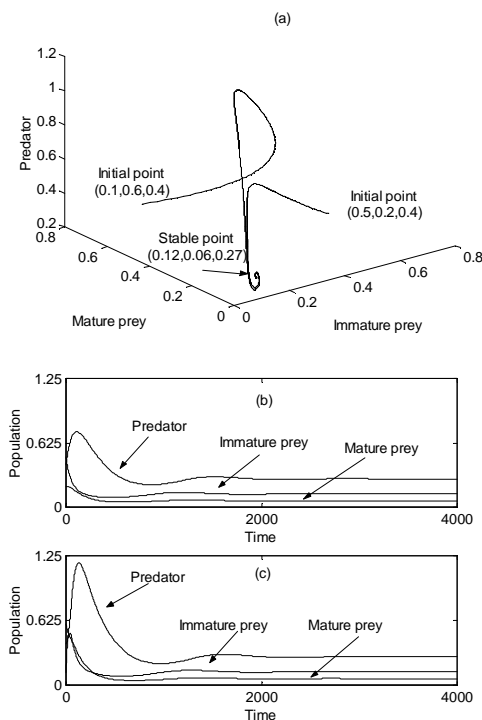 (a)
1.2
1
0.8
0.6
0.4
0.2
Predator
Initial point
(0.1,0.6,0.4)
Initial point
(0.5,0.2,0.4)
Stable point
(0.12,0.06,0.27)
0.8
0.6
0.4
0.2
0
Mature prey
0
0.2
0.4
0.6
0.8
Immature prey
(b)
1.25
0.625
0
Population
Predator
Immature prey
Mature prey
0
2000
4000
Time
(c)
1.25
0.625
0
Population
Predator
Immature prey
Mature prey
0
2000
4000
Time